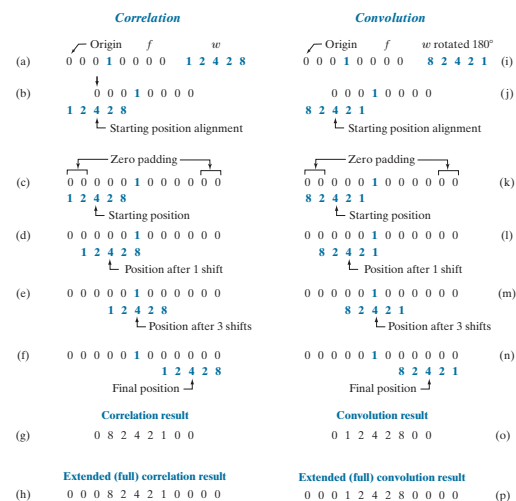 Correlation Convolution
Origin f w Origin f w rotated 180°
(a) 0 0 0 1 0 0 0 0 1 2 4 2 8 0 0 0 1 0 0 0 0 8 2 4 2 1 (i)
(b) 0 0 0 1 0 0 0 0 0 0 0 1 0 0 0 0 (j)
1 2 4 2 8 8 2 4 2 1
Starting position alignment Starting position alignment
Zero padding Zero padding
(c) 0 0 0 0 0 1 0 0 0 0 0 0 0 0 0 0 0 1 0 0 0 0 0 0 (k)
1 2 4 2 8 8 2 4 2 1
Starting position Starting position
(d) 0 0 0 0 0 1 0 0 0 0 0 0 0 0 0 0 0 1 0 0 0 0 0 0 (l)
1 2 4 2 8 8 2 4 2 1
Position after 1 shift Position after 1 shift
(e) 0 0 0 0 0 1 0 0 0 0 0 0 0 0 0 0 0 1 0 0 0 0 0 0 (m)
1 2 4 2 8 8 2 4 2 1
Position after 3 shifts Position after 3 shifts
(f) 0 0 0 0 0 1 0 0 0 0 0 0 0 0 0 0 0 1 0 0 0 0 0 0 (n)
1 2 4 2 8 8 2 4 2 1
Final position Final position
Correlation result Convolution result
(g) 0 8 2 4 2 1 0 0 0 1 2 4 2 8 0 0 (o)
Extended (full) correlation result Extended (full) convolution result
(h) 0 0 0 8 2 4 2 1 0 0 0 0 0 0 0 1 2 4 2 8 0 0 0 0 (p)